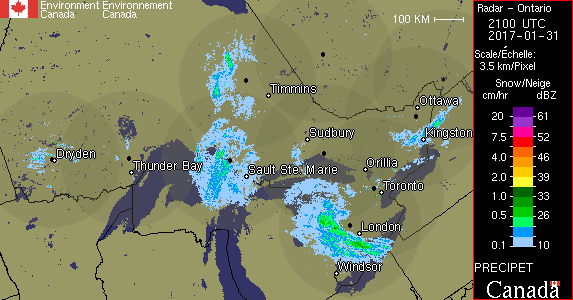 Environment Environnement
Canada Canada
Radar - Ontario
2100 UTC
2017-01-31
100 KM
Scale/Échelle:
3.5 km/Pixel
Snow/Neige
cm/hr dBZ
20 61
7.5 52
4.0 46
2.0 39
1.0 33
0.5 26
0.1 10
Timmins
Ottawa
Sudbury
Kingston
Dryden
Thunder Bay
Sault Ste. Marie
Orillia
Toronto
London
Windsor
PRECIPET
Canada